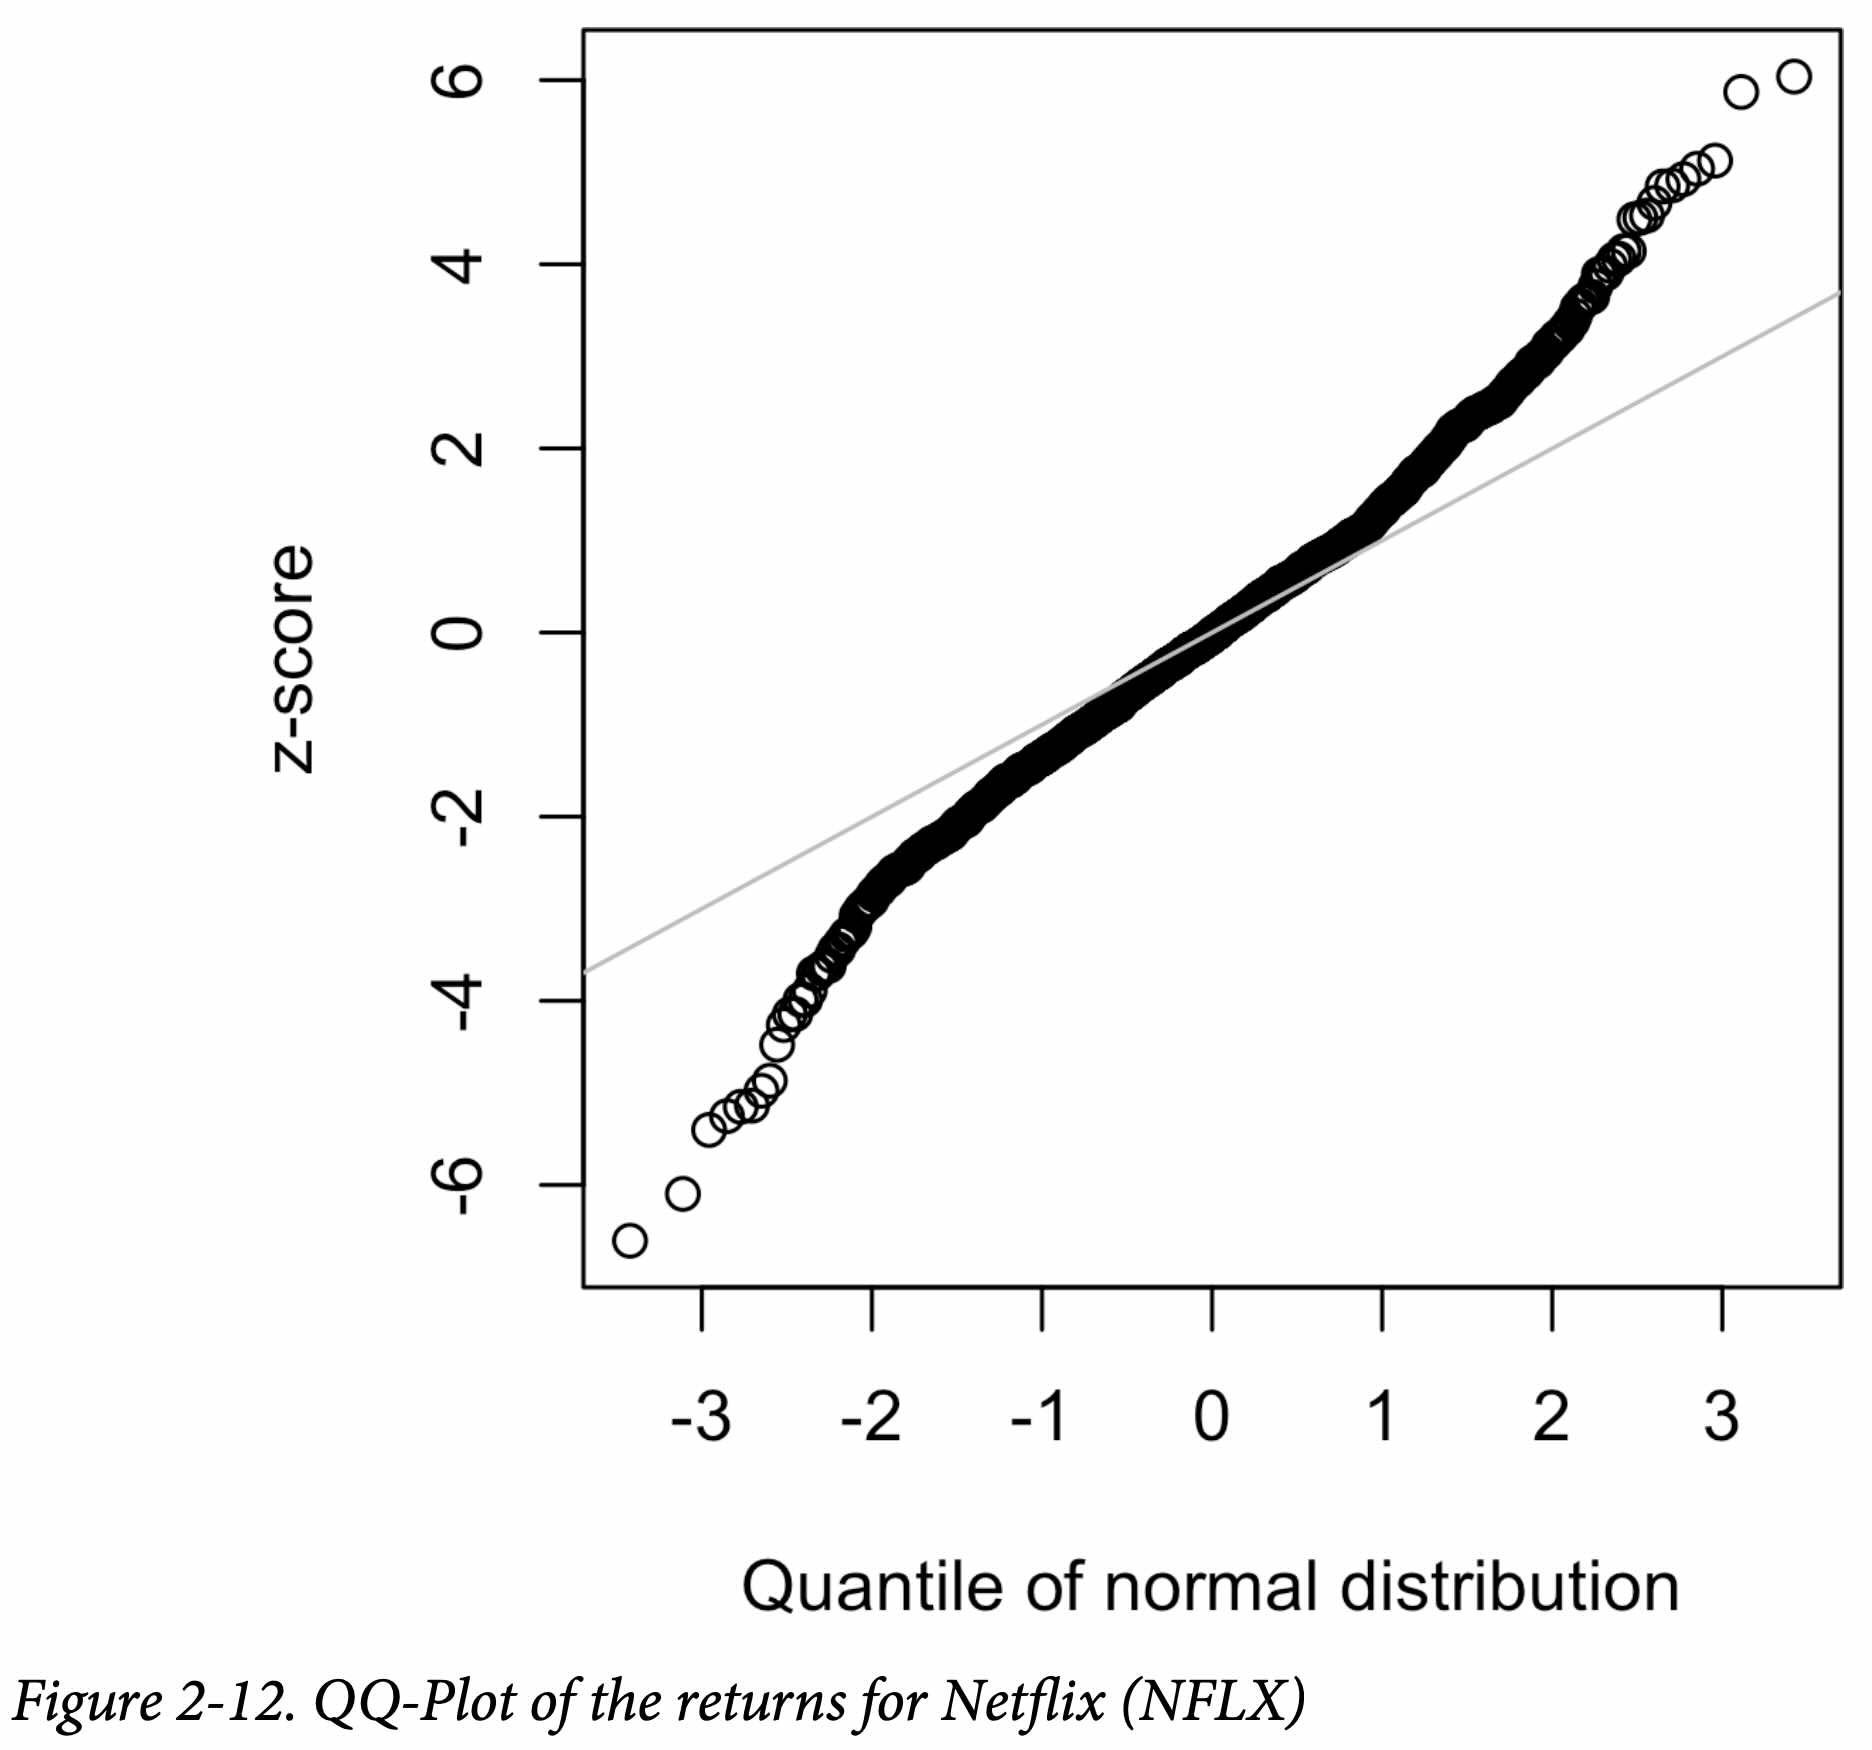 6
4
2
0
-2
-4
-6
z-score
-3 -2 -1 0 1 2 3
Quantile of normal distribution
Figure 2-12. QQ-Plot of the returns for Netflix (NFLX)